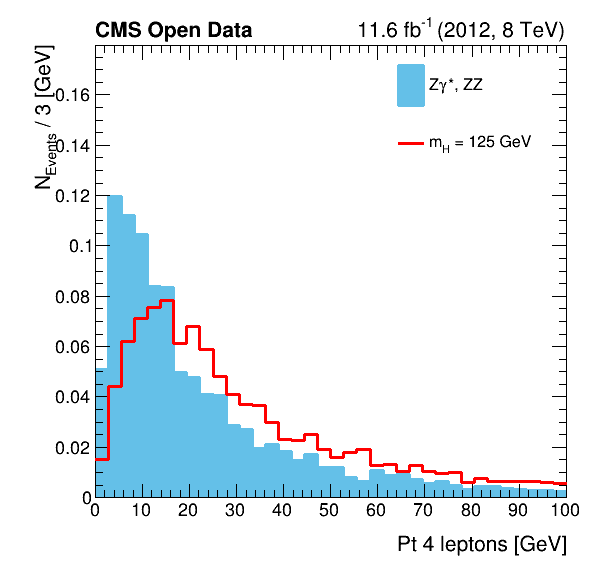 CMS Open Data
11.6 fb⁻¹ (2012, 8 TeV)
N_Events / 3 [GeV]
Zγ*, ZZ
m_H = 125 GeV
0.16
0.14
0.12
0.1
0.08
0.06
0.04
0.02
0
0 10 20 30 40 50 60 70 80 90 100
Pt 4 leptons [GeV]